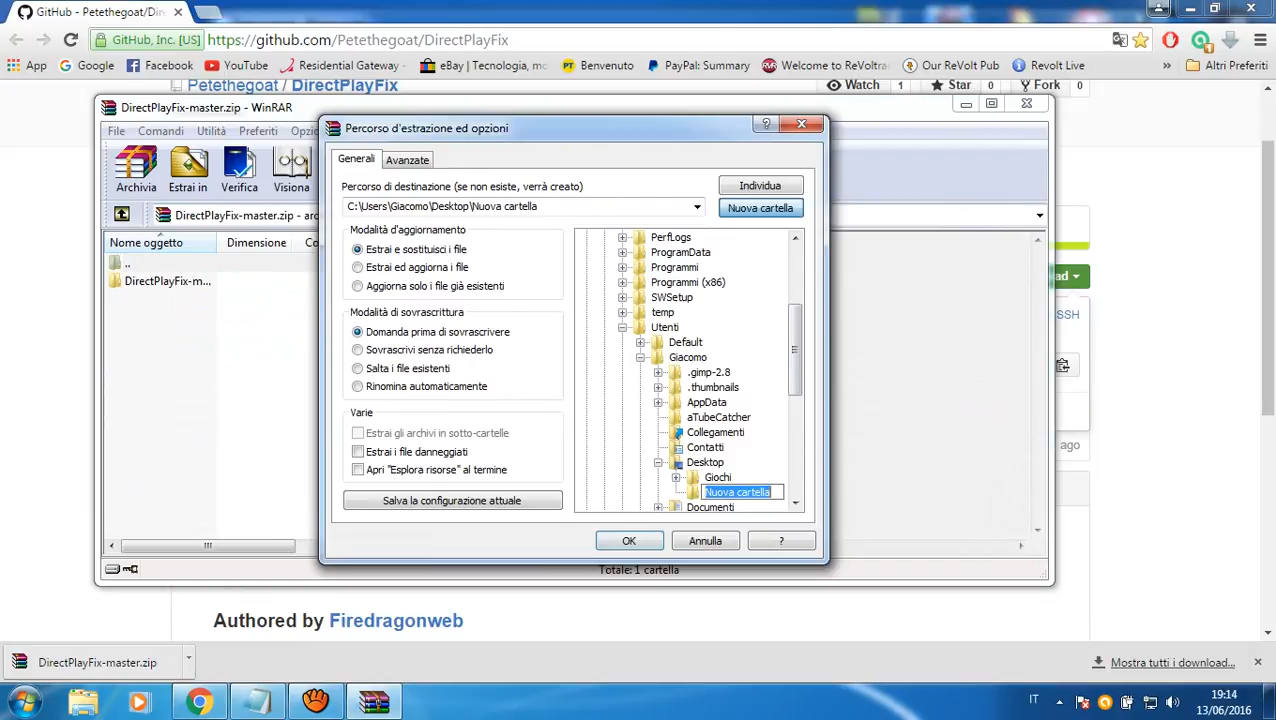 GitHub - Petethegoat/Dir
GitHub, Inc. [US]
https://github.com/Petethegoat/DirectPlayFix
App
Google
Facebook
YouTube
Residential Gateway
eBay | Tecnologia, mo
Benvenuto
PayPal: Summary
Welcome to ReVoltra
Our ReVolt Pub
Revolt Live
»
Altri Preferiti
Petethegoat / DirectPlayFix
Watch 1
Star 0
Fork 0
DirectPlayFix-master.zip - WinRAR
File Comandi Utilità Preferiti Opzi
Archivia
Estrai in
Verifica
Visiona
DirectPlayFix-master.zip - ar
Nome oggetto
Dimensione
Co
..
DirectPlayFix-m...
Percorso d'estrazione ed opzioni
Generali
Avanzate
Percorso di destinazione (se non esiste, verrà creato)
Individua
C:\Users\Giacomo\Desktop\Nuova cartella
Nuova cartella
Modalità d'aggiornamento
Estrai e sostituisci i file
Estrai ed aggiorna i file
Aggiorna solo i file già esistenti
Modalità di sovrascrittura
Domanda prima di sovrascrivere
Sovrascrivi senza richiederlo
Salta i file esistenti
Rinomina automaticamente
Varie
Estrai gli archivi in sotto-cartelle
Estrai i file danneggiati
Apri "Esplora risorse" al termine
Salva la configurazione attuale
PerfLogs
ProgramData
Programmi
Programmi (x86)
SWSetup
temp
Utenti
Default
Giacomo
.gimp-2.8
.thumbnails
AppData
aTubeCatcher
Collegamenti
Contatti
Desktop
Giochi
Nuova cartella
Documenti
OK
Annulla
?
ad
SSH
ago
Totale: 1 cartella
Authored by Firedragonweb
DirectPlayFix-master.zip
Mostra tutti i download...
IT
19:14
13/06/2016